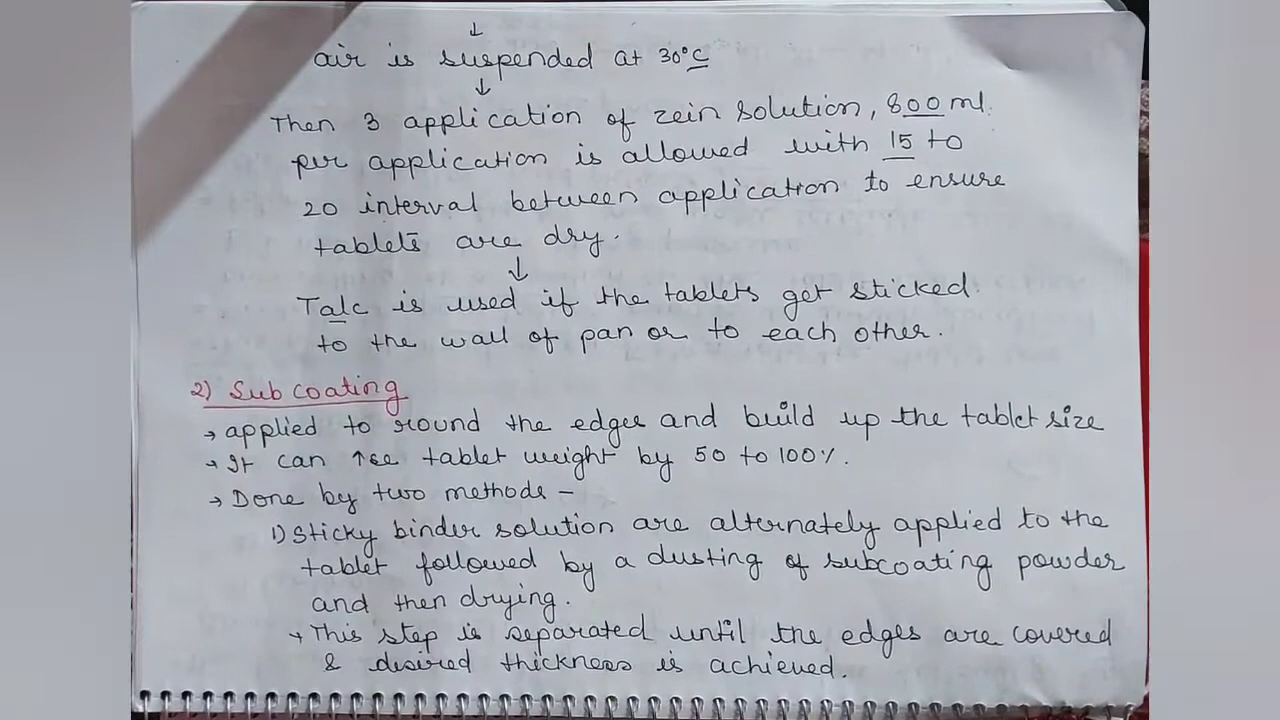 ↓
air is suspended at 30°C
↓
Then 3 application of zein solution, 800 ml.
per application is allowed with 15 to
20 interval between application to ensure
tablets are dry.
↓
Talc is used if the tablets get sticked.
to the wall of pan or to each other.
2) Sub coating
→ applied to round the edges and build up the tablet size
→ It can ↑se tablet weight by 50 to 100%.
→ Done by two methods –
1) Sticky binder solution are alternately applied to the
tablet followed by a dusting of subcoating powder
and then drying.
→ This step is separated until the edges are covered
& desired thickness is achieved.